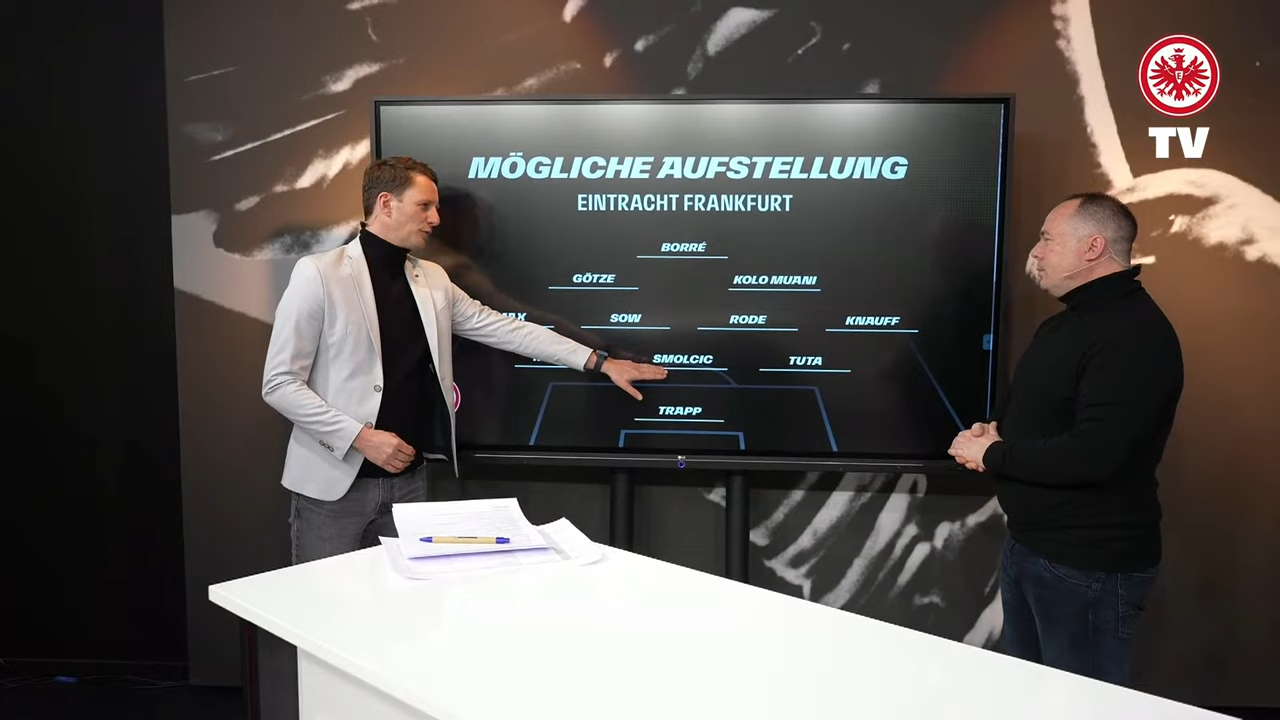 TV
MÖGLICHE AUFSTELLUNG
EINTRACHT FRANKFURT
BORRÉ
GÖTZE KOLO MUANI
SOW RODE KNAUFF
SMOLCIC TUTA
TRAPP